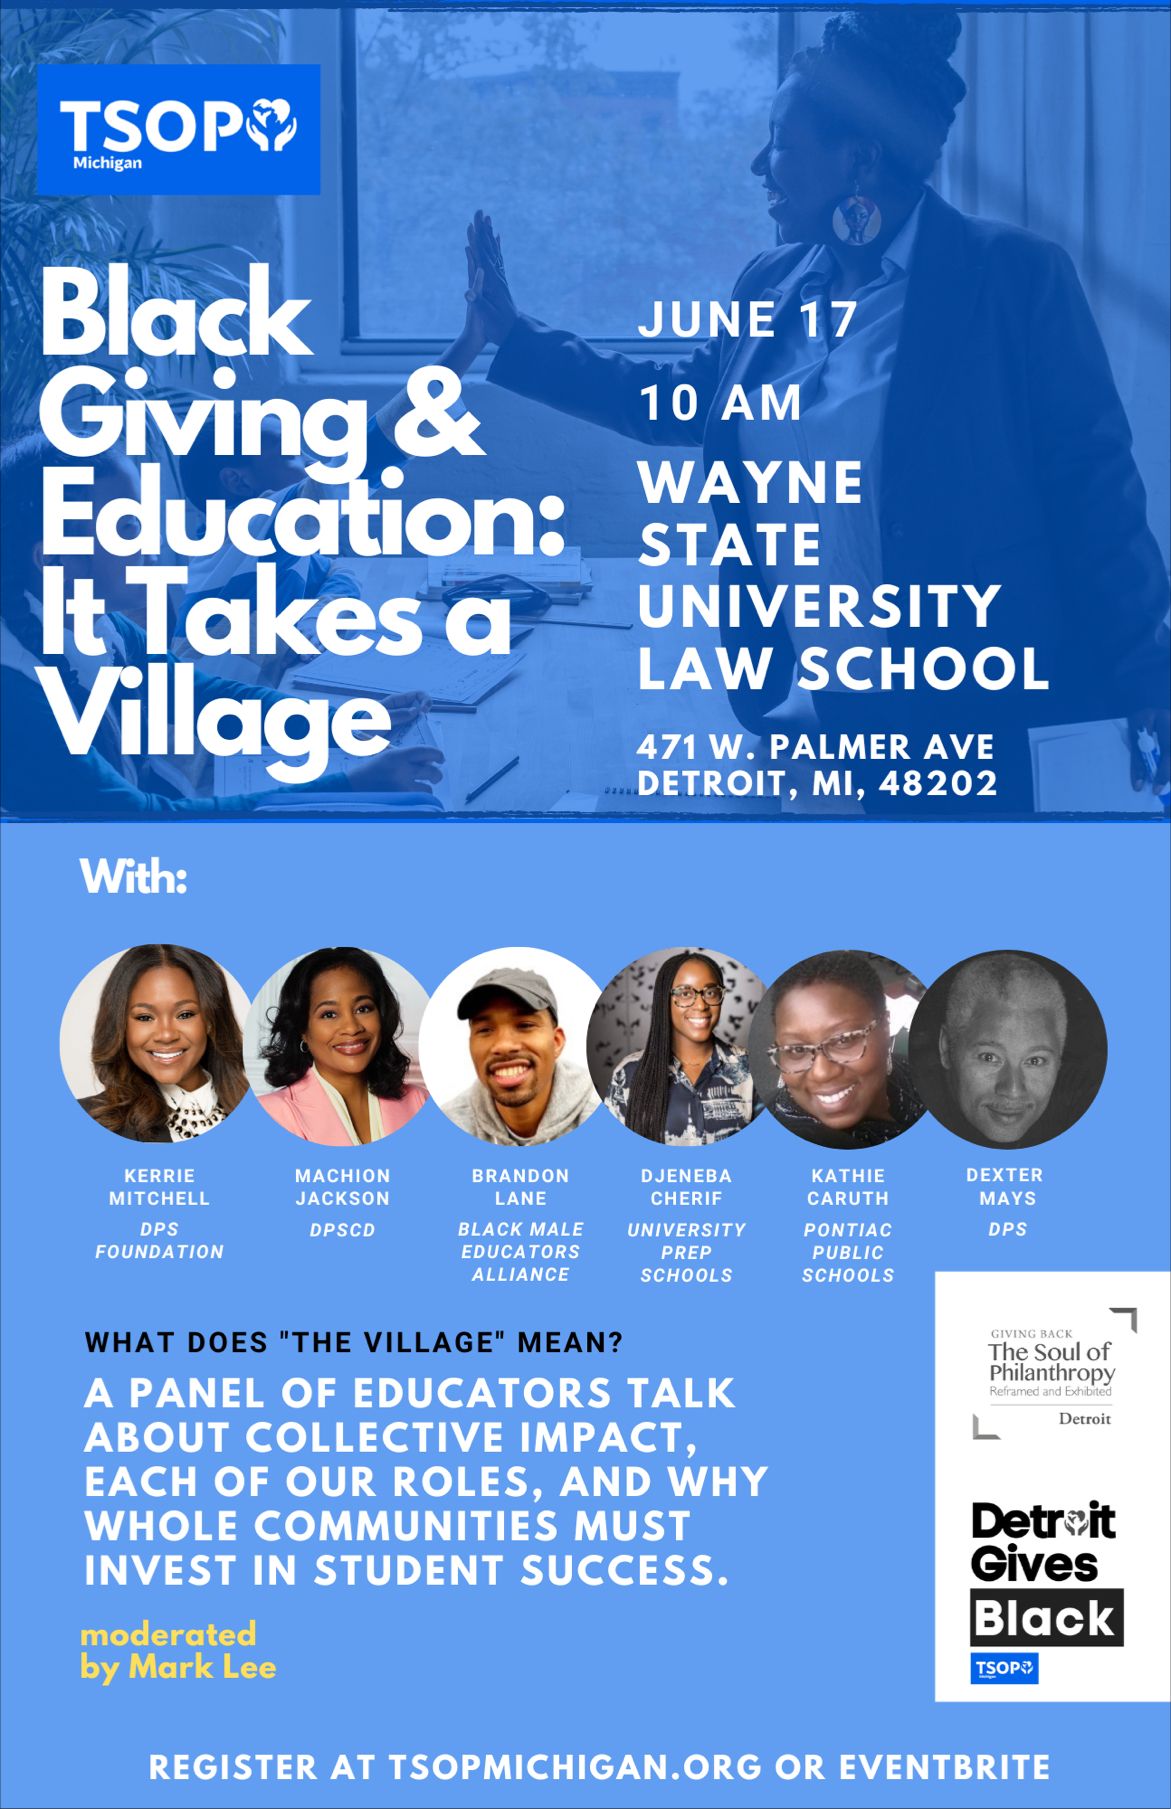 TSOP
Michigan
Black
Giving &
Education:
It Takes a
Village
JUNE 17
10 AM
WAYNE
STATE
UNIVERSITY
LAW SCHOOL
471 W. PALMER AVE
DETROIT, MI, 48202
With:
KERRIE
MITCHELL
DPS
FOUNDATION
MACHION
JACKSON
DPSCD
BRANDON
LANE
BLACK MALE
EDUCATORS
ALLIANCE
DJENEBA
CHERIF
UNIVERSITY
PREP
SCHOOLS
KATHIE
CARUTH
PONTIAC
PUBLIC
SCHOOLS
DEXTER
MAYS
DPS
WHAT DOES "THE VILLAGE" MEAN?
A PANEL OF EDUCATORS TALK
ABOUT COLLECTIVE IMPACT,
EACH OF OUR ROLES, AND WHY
WHOLE COMMUNITIES MUST
INVEST IN STUDENT SUCCESS.
moderated
by Mark Lee
GIVING BACK
The Soul of
Philanthropy
Reframed and Exhibited
Detroit
Detroit
Gives
Black
TSOP
Michigan
REGISTER AT TSOPMICHIGAN.ORG OR EVENTBRITE